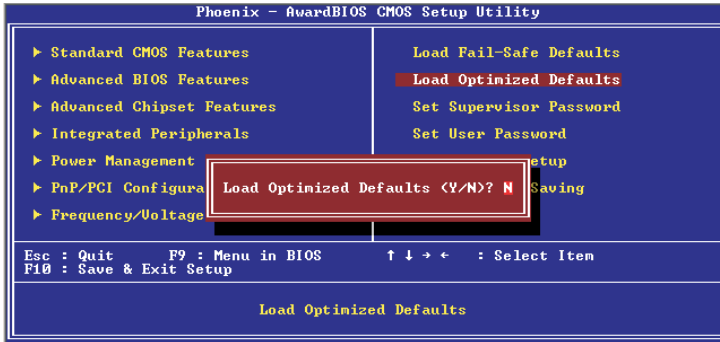 Phoenix - AwardBIOS CMOS Setup Utility
► Standard CMOS Features
► Advanced BIOS Features
► Advanced Chipset Features
► Integrated Peripherals
► Power Management
► PnP/PCI Configura
► Frequency/Voltage
Load Fail-Safe Defaults
Load Optimized Defaults
Set Supervisor Password
Set User Password
etup
Saving
Load Optimized Defaults (Y/N)? N
Esc : Quit F9 : Menu in BIOS ↑ ↓ → ← : Select Item
F10 : Save & Exit Setup
Load Optimized Defaults